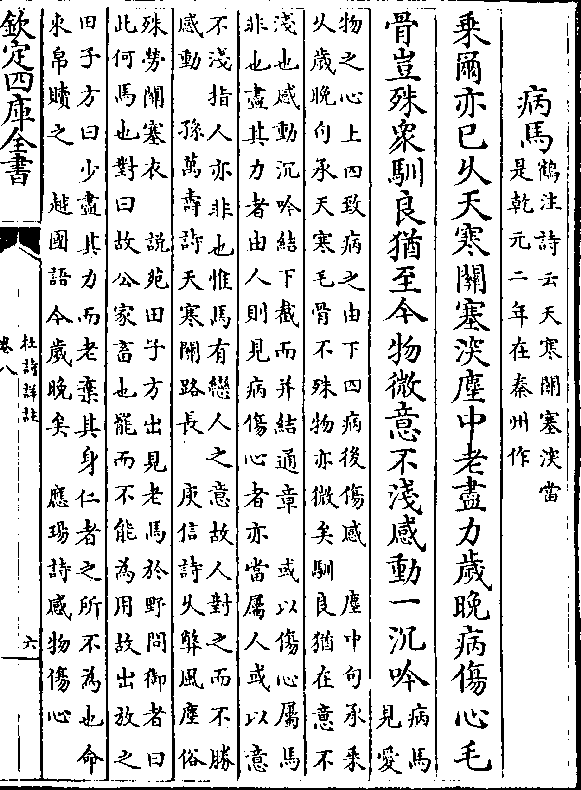 病馬
鶴注詩云天寒關塞深當
是乾元二年在秦州作
乘爾亦已久天寒關塞深塵中老盡力歲晚病傷心毛
骨豈殊衆馴良猶至今物微意不淺感動一沉吟
病馬
見愛
物之心上四致病之由下四病後傷感 塵中句承乘
久歲晚句承天寒毛骨不殊物亦微矣馴良猶在意不
淺也感動沉吟結下截而并結通章 或以傷心屬馬
非也盡其力者由人則見病傷心者亦當屬人或以意
不淺指人亦非也惟馬有戀人之意故人對之而不勝
感動 孫萬壽詩天寒關路長 庾信詩久弊風塵俗
殊勞關塞衣 說苑田子方出見老馬於野問御者曰
此何馬也對曰故公家畜也罷而不能為用故出放之
田子方曰少盡其力而老棄其身仁者之所不為也命
束帛贖之 越國語今歲晚矣 應瑒詩感物傷心
欽定四庫全書
杜詩詳註
卷八
六